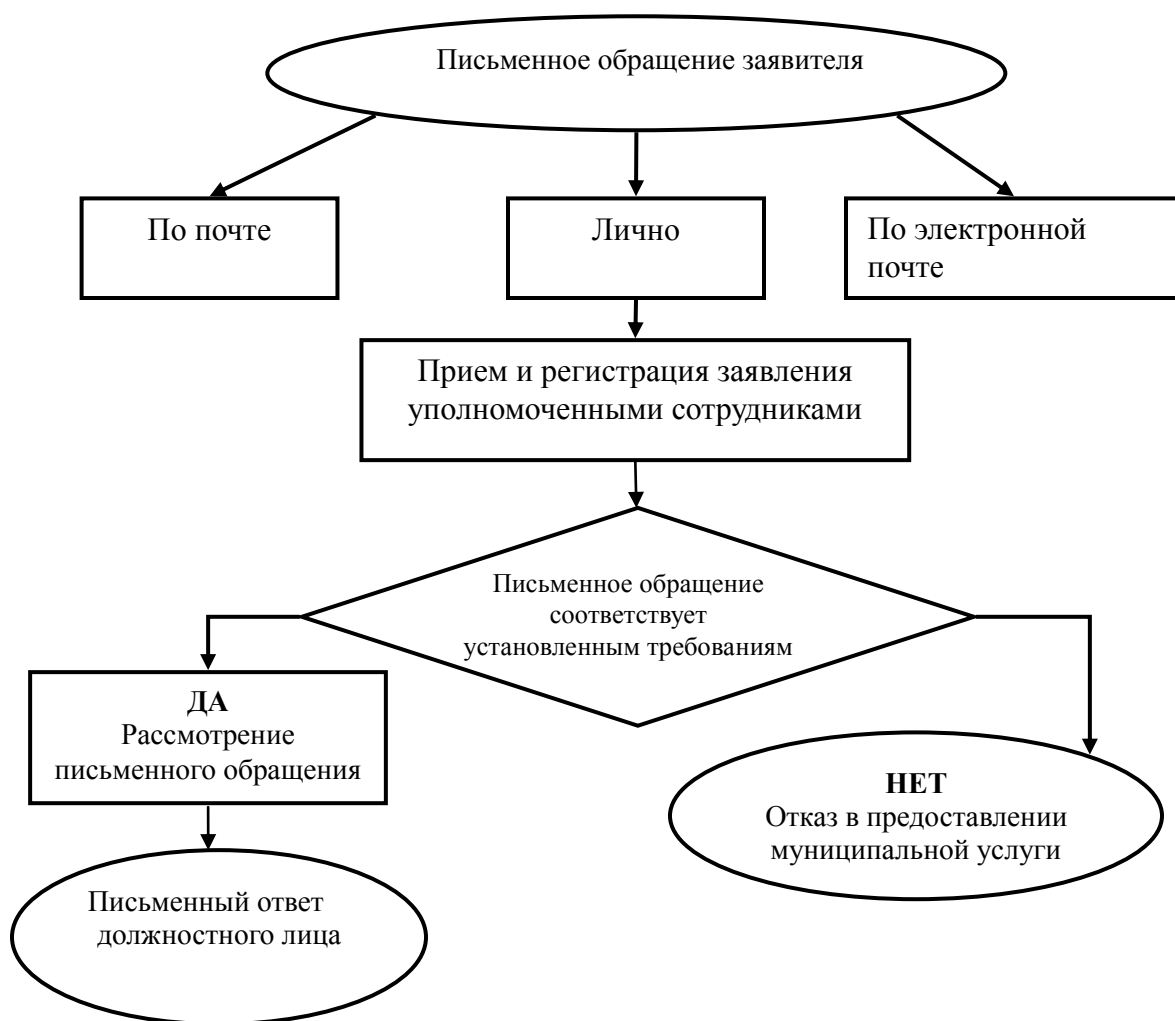 Письменное обращение заявителя
По почте
Лично
По электронной
почте
Прием и регистрация заявления
уполномоченными сотрудниками
Письменное обращение
соответствует
установленным требованиям
ДА
Рассмотрение
письменного обращения
НЕТ
Отказ в предоставлении
муниципальной услуги
Письменный ответ
должностного лица